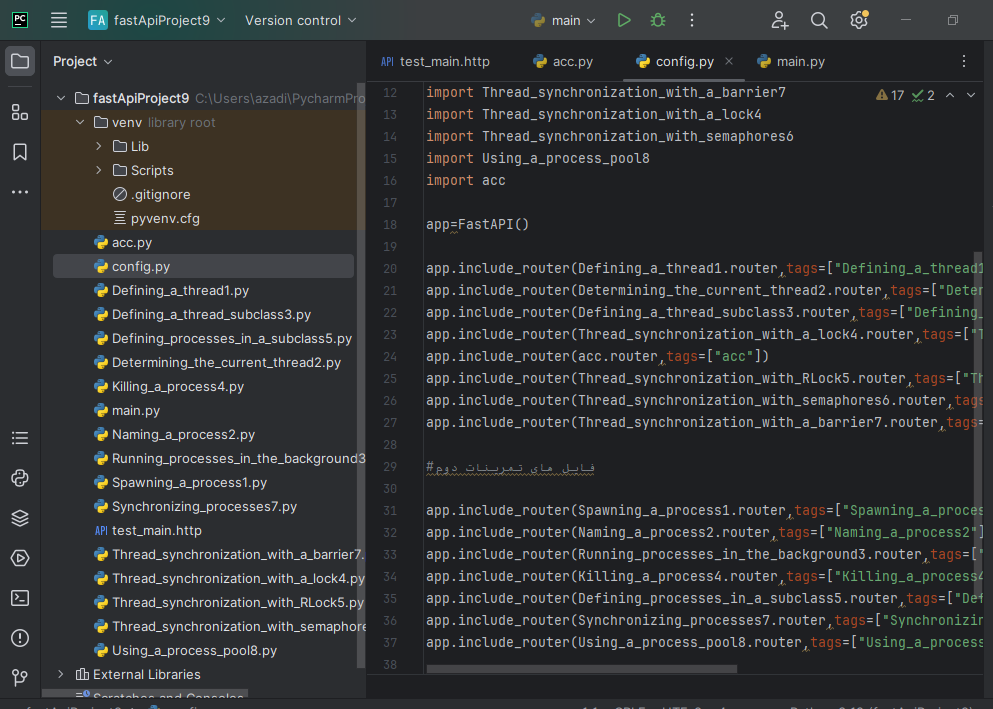 PC
FA fastApiProject9 Version control main
Project
fastApiProject9 C:\Users\azadi\PycharmPro
venv library root
Lib
Scripts
.gitignore
pyvenv.cfg
acc.py
config.py
Defining_a_thread1.py
Defining_a_thread_subclass3.py
Defining_processes_in_a_subclass5.py
Determining_the_current_thread2.py
Killing_a_process4.py
main.py
Naming_a_process2.py
Running_processes_in_the_background3
Spawning_a_process1.py
Synchronizing_processes7.py
API test_main.http
Thread_synchronization_with_a_barrier7.
Thread_synchronization_with_a_lock4.py
Thread_synchronization_with_RLock5.py
Thread_synchronization_with_semaphore
Using_a_process_pool8.py
External Libraries
Scratches and Consoles
API test_main.http acc.py config.py main.py
17 2
12 import Thread_synchronization_with_a_barrier7
13 import Thread_synchronization_with_a_lock4
14 import Thread_synchronization_with_semaphores6
15 import Using_a_process_pool8
16 import acc
17
18 app=FastAPI()
19
20 app.include_router(Defining_a_thread1.router,tags=["Defining_a_thread1
21 app.include_router(Determining_the_current_thread2.router,tags=["Deter
22 app.include_router(Defining_a_thread_subclass3.router,tags=["Defining_
23 app.include_router(Thread_synchronization_with_a_lock4.router,tags=["T
24 app.include_router(acc.router,tags=["acc"])
25 app.include_router(Thread_synchronization_with_RLock5.router,tags=["Th
26 app.include_router(Thread_synchronization_with_semaphores6.router,tags
27 app.include_router(Thread_synchronization_with_a_barrier7.router,tags=
28
29 #فایل های تمرینات دوم
30
31 app.include_router(Spawning_a_process1.router,tags=["Spawning_a_proces
32 app.include_router(Naming_a_process2.router,tags=["Naming_a_process2"]
33 app.include_router(Running_processes_in_the_background3.router,tags=["
34 app.include_router(Killing_a_process4.router,tags=["Killing_a_process4
35 app.include_router(Defining_processes_in_a_subclass5.router,tags=["Def
36 app.include_router(Synchronizing_processes7.router,tags=["Synchronizin
37 app.include_router(Using_a_process_pool8.router,tags=["Using_a_process
38